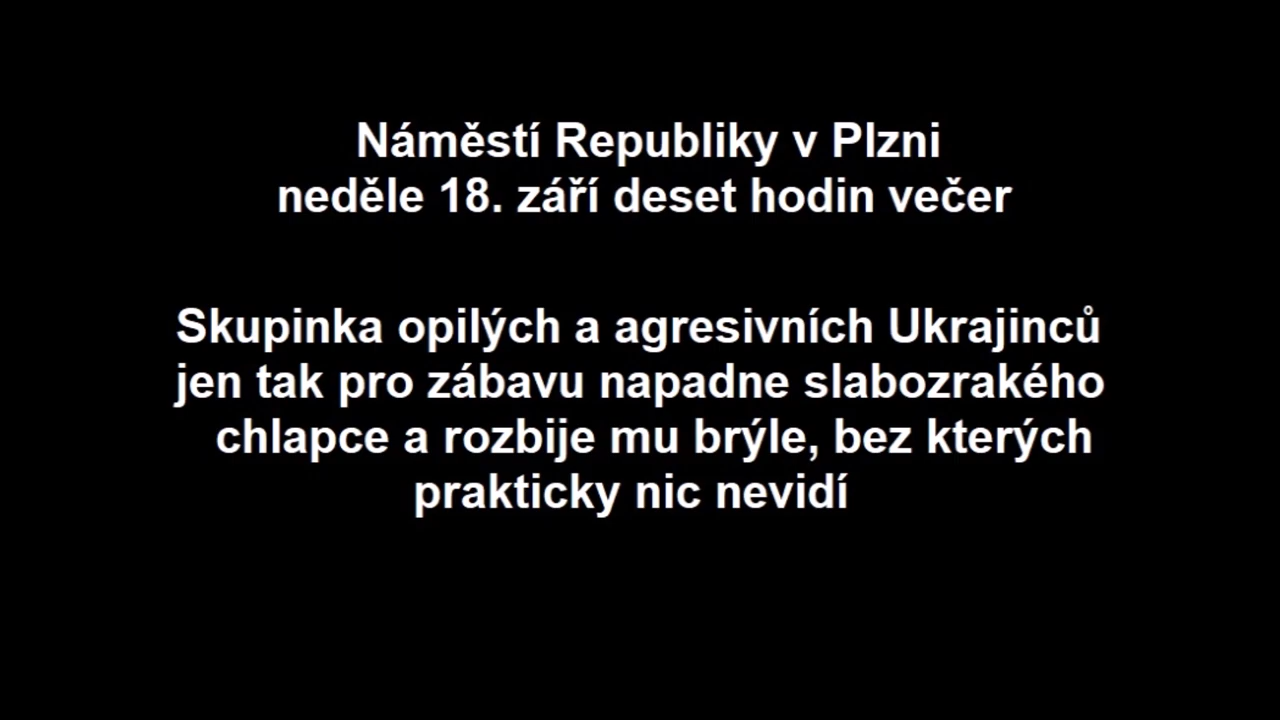 Náměstí Republiky v Plzni
neděle 18. září deset hodin večer
Skupinka opilých a agresivních Ukrajinců
jen tak pro zábavu napadne slabozrakého
chlapce a rozbije mu brýle, bez kterých
prakticky nic nevidí